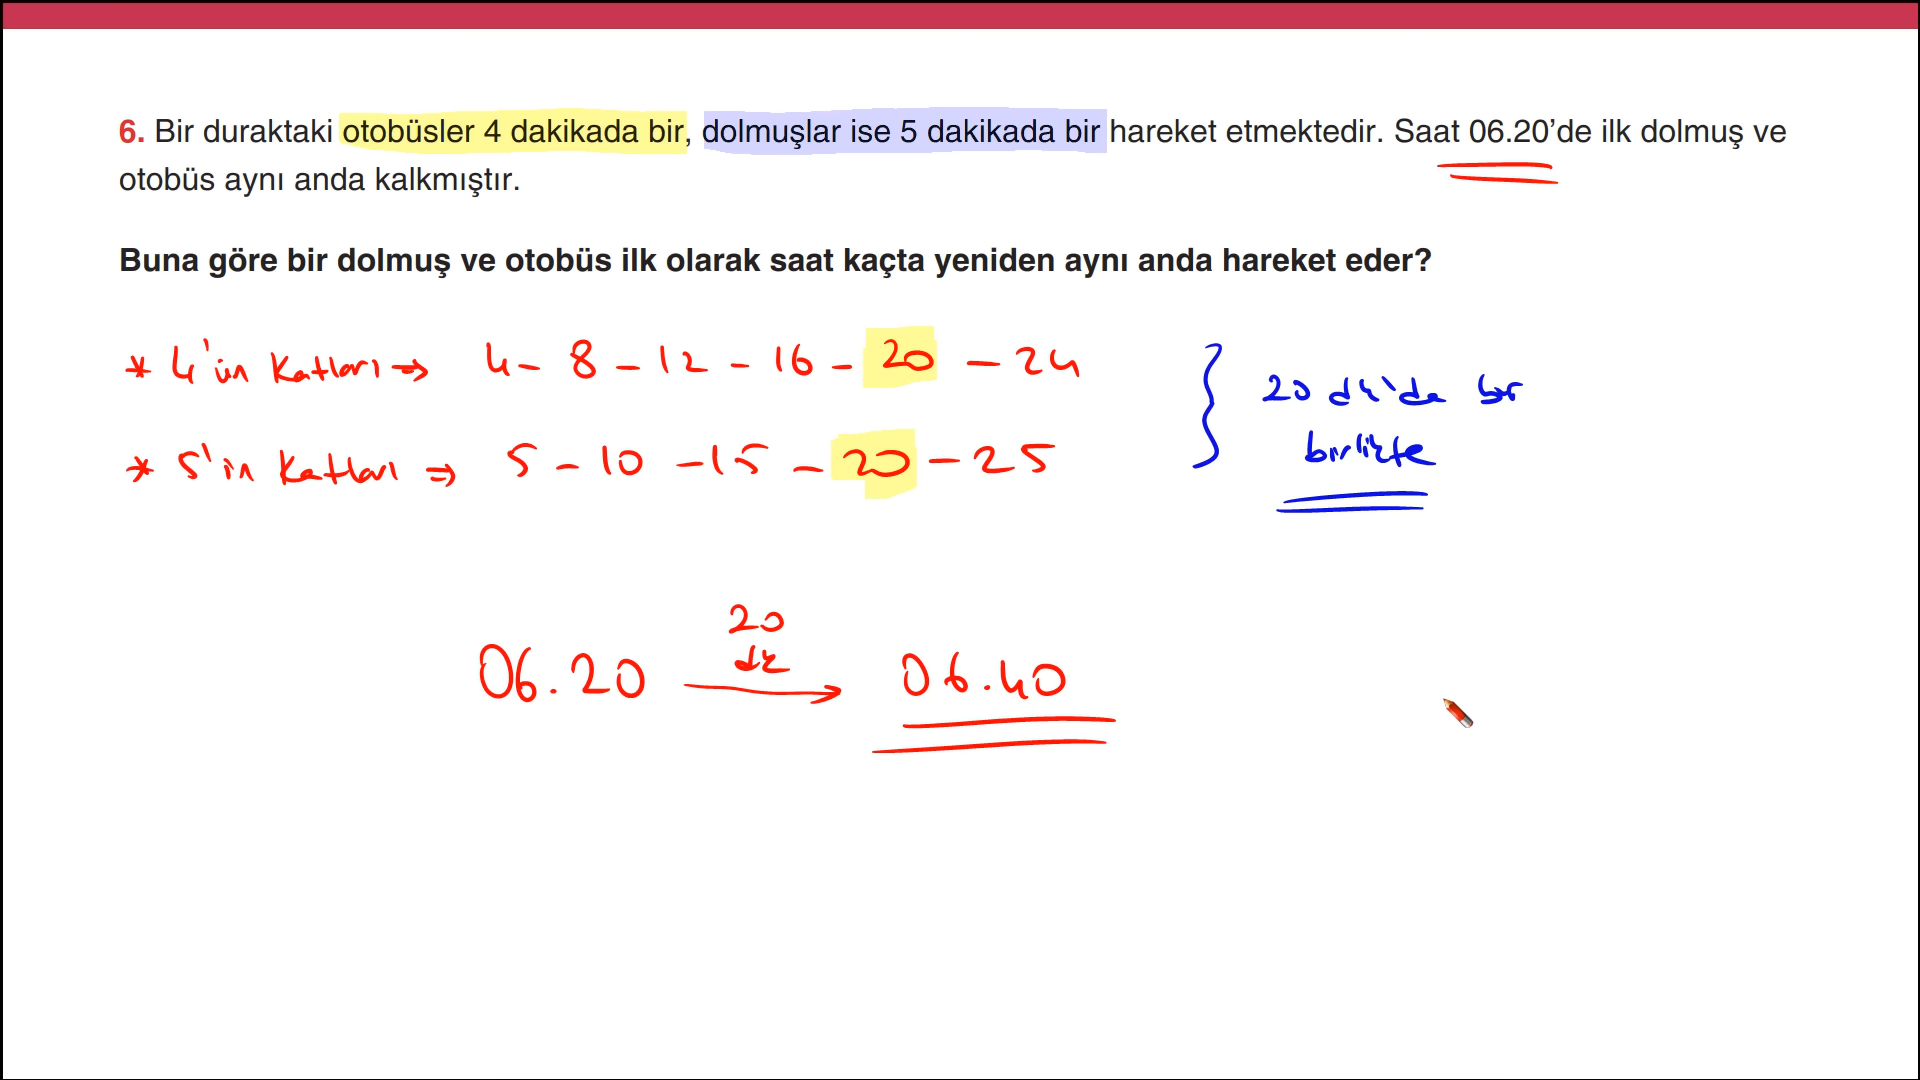 6. Bir duraktaki otobüsler 4 dakikada bir, dolmuşlar ise 5 dakikada bir hareket etmektedir. Saat 06.20’de ilk dolmuş ve
otobüs aynı anda kalkmıştır.
Buna göre bir dolmuş ve otobüs ilk olarak saat kaçta yeniden aynı anda hareket eder?
* 4'ün Katları ⇒ 4 - 8 - 12 - 16 - 20 - 24
* 5'in Katları ⇒ 5 - 10 - 15 - 20 - 25
} 20 dk'da bir
birlikte
20
dk
06.20 → 06.40